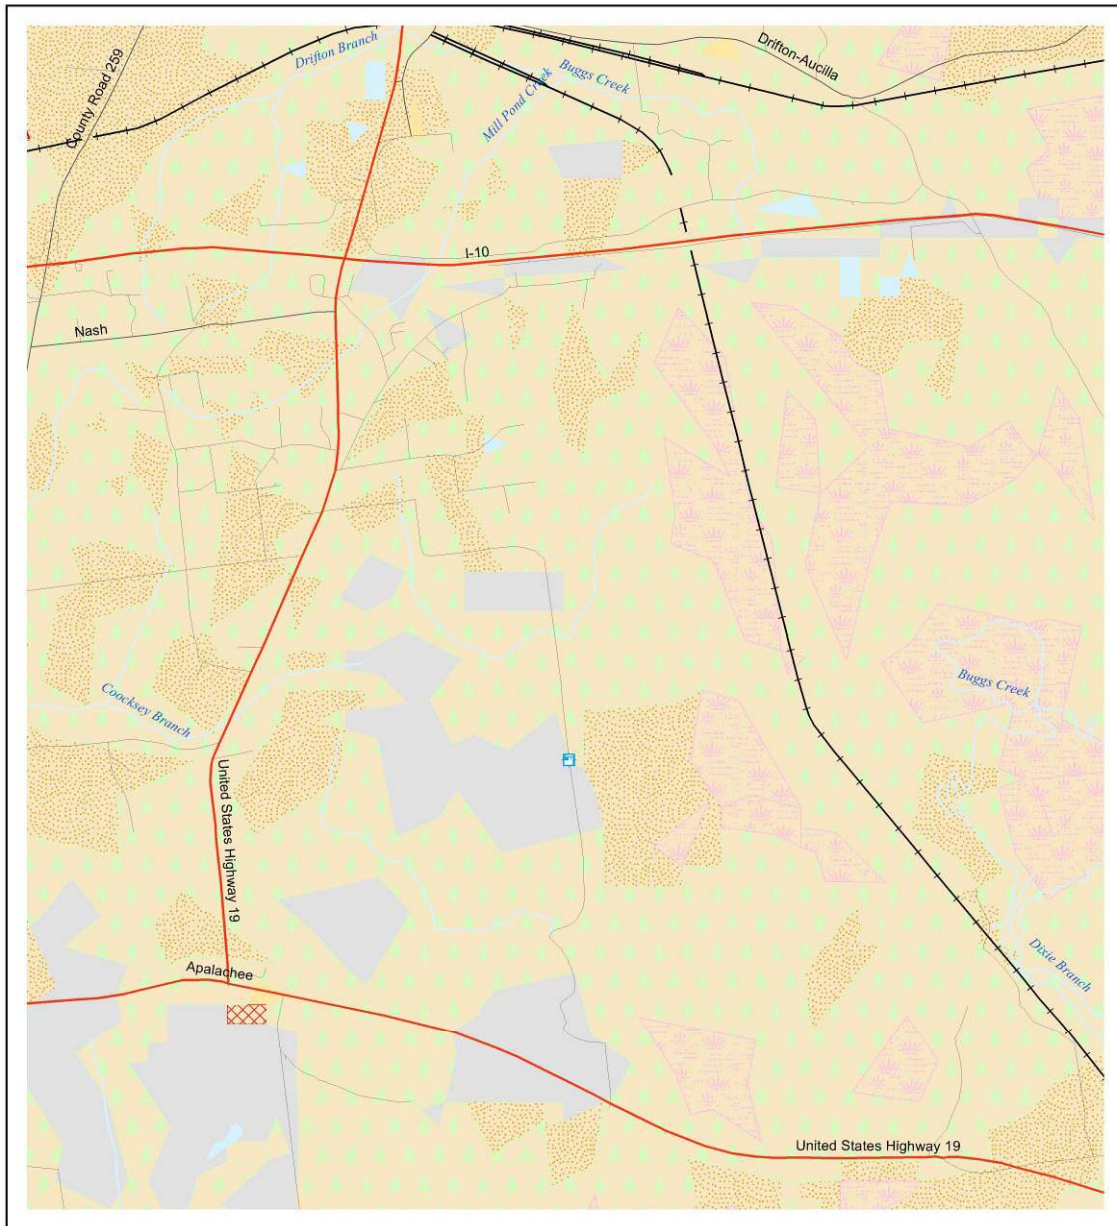 County Road 259
Drifton Branch
Mill Pond Creek
Buggs Creek
Drifton-Aucilla
I-10
Nash
Coocksey Branch
Buggs Creek
United States Highway 19
Apalachee
Dixie Branch
United States Highway 19